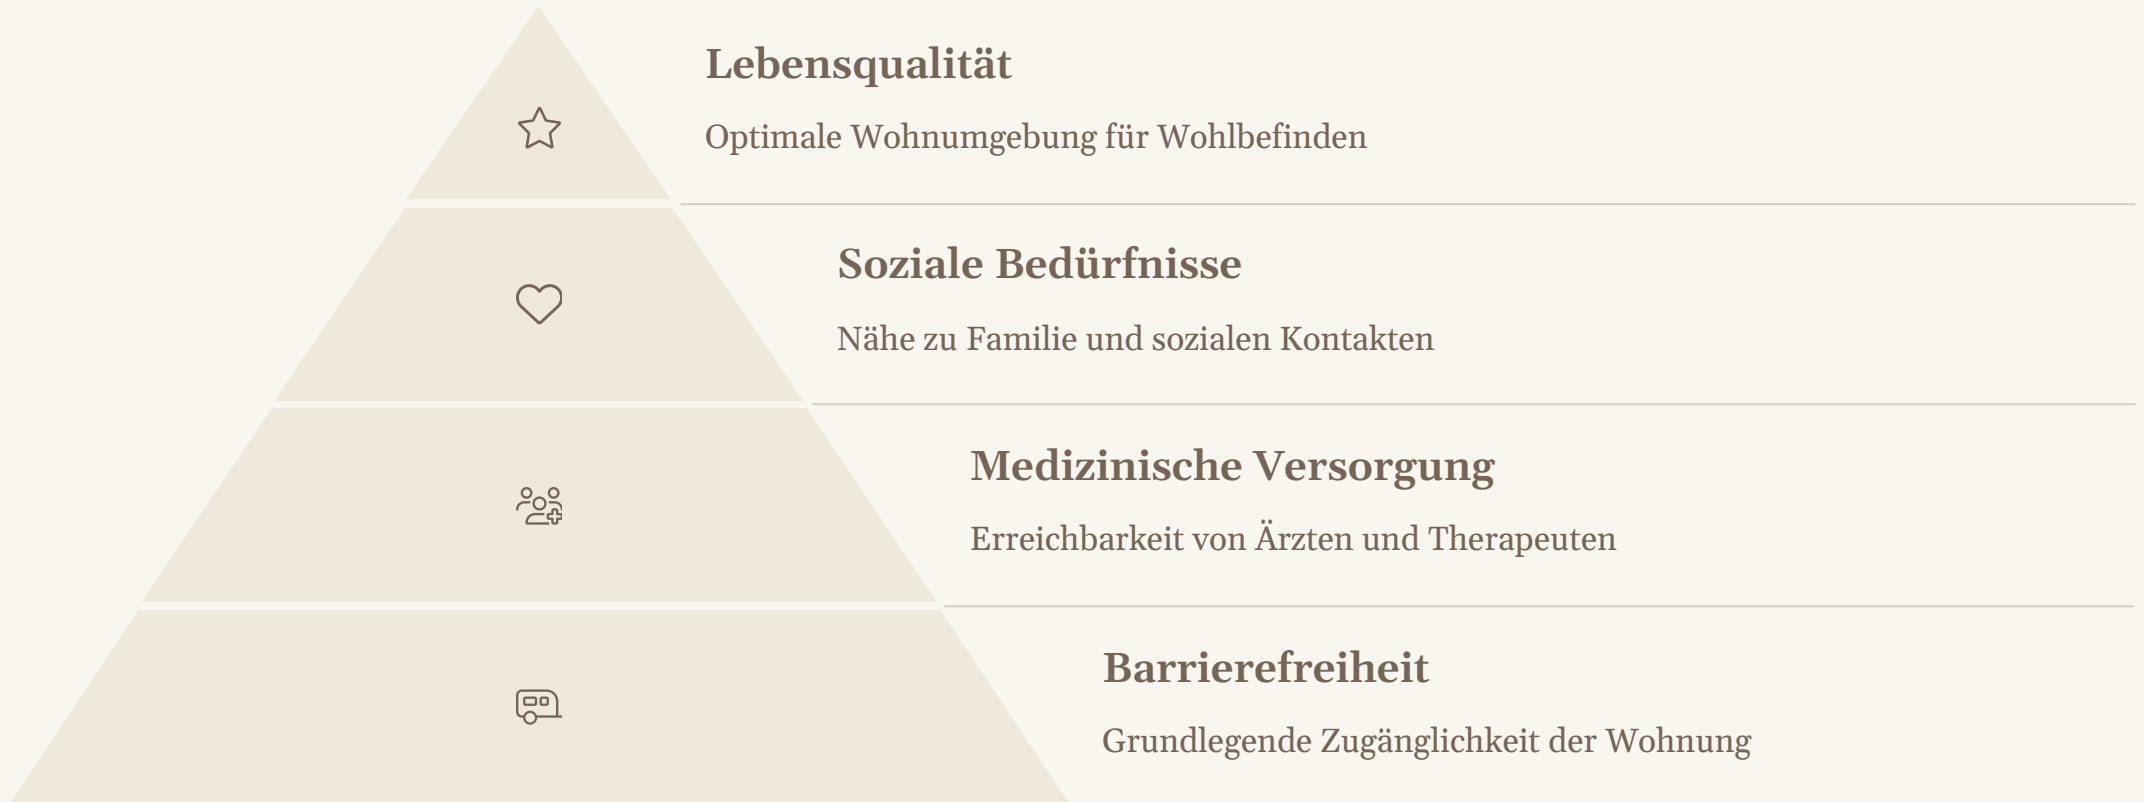 Lebensqualität
Optimale Wohnumgebung für Wohlbefinden
Soziale Bedürfnisse
Nähe zu Familie und sozialen Kontakten
Medizinische Versorgung
Erreichbarkeit von Ärzten und Therapeuten
Barrierefreiheit
Grundlegende Zugänglichkeit der Wohnung